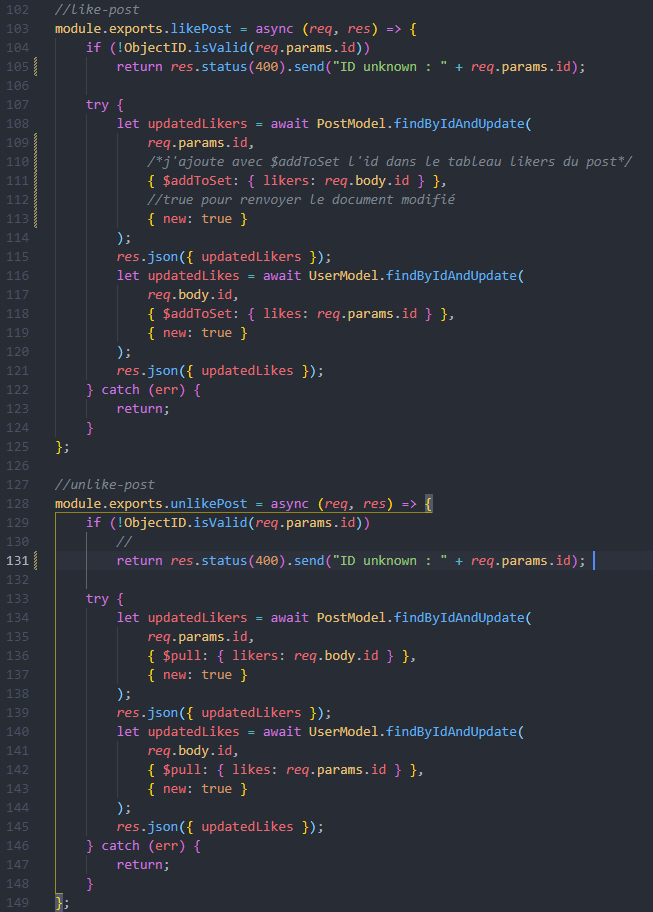 102 //like-post
103 module.exports.likePost = async (req, res) => {
104     if (!ObjectID.isValid(req.params.id))
105         return res.status(400).send("ID unknown : " + req.params.id);
106
107     try {
108         let updatedLikers = await PostModel.findByIdAndUpdate(
109             req.params.id,
110             /*j'ajoute avec $addToSet l'id dans le tableau likers du post*/
111             { $addToSet: { likers: req.body.id } },
112             //true pour renvoyer le document modifié
113             { new: true }
114         );
115         res.json({ updatedLikers });
116         let updatedLikes = await UserModel.findByIdAndUpdate(
117             req.body.id,
118             { $addToSet: { likes: req.params.id } },
119             { new: true }
120         );
121         res.json({ updatedLikes });
122     } catch (err) {
123         return;
124     }
125 };
126
127 //unlike-post
128 module.exports.unlikePost = async (req, res) => {
129     if (!ObjectID.isValid(req.params.id))
130         //
131         return res.status(400).send("ID unknown : " + req.params.id);
132
133     try {
134         let updatedLikers = await PostModel.findByIdAndUpdate(
135             req.params.id,
136             { $pull: { likers: req.body.id } },
137             { new: true }
138         );
139         res.json({ updatedLikers });
140         let updatedLikes = await UserModel.findByIdAndUpdate(
141             req.body.id,
142             { $pull: { likes: req.params.id } },
143             { new: true }
144         );
145         res.json({ updatedLikes });
146     } catch (err) {
147         return;
148     }
149 };